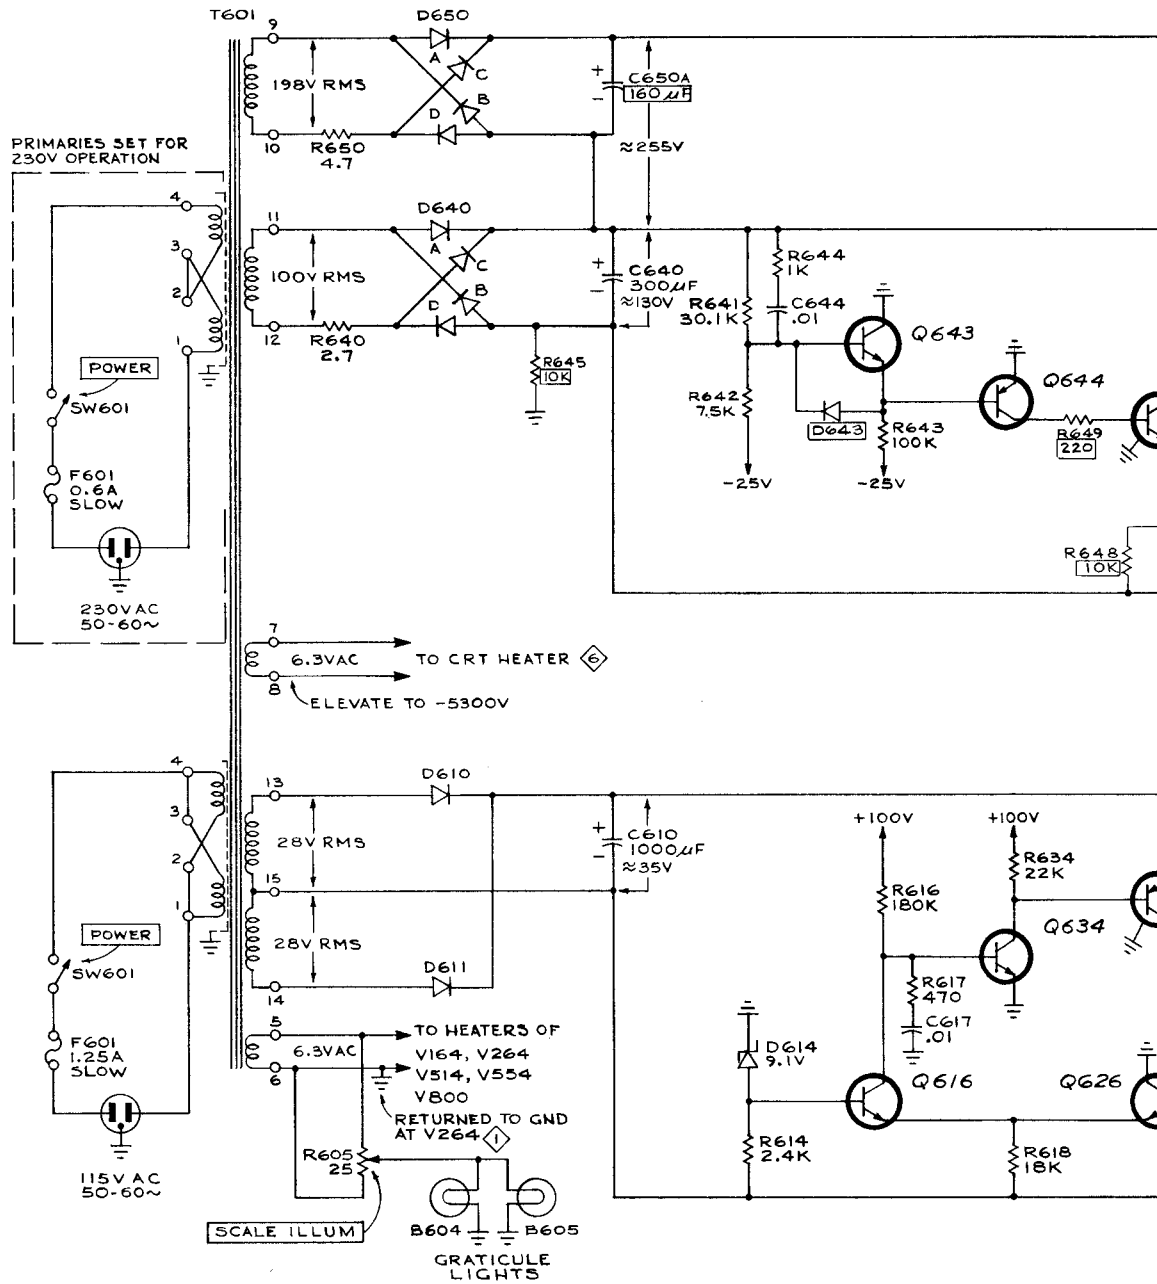 T601
9
D650
A
C
B
D
198V RMS
10
R650
4.7
C650A
160µF
+
-
≈255V
PRIMARIES SET FOR
230V OPERATION
4
3
2
1
POWER
SW601
F601
0.6A
SLOW
230VAC
50-60~
11
D640
A
C
B
D
100V RMS
12
R640
2.7
+
-
C640
300µF
≈130V
R645
10K
R641
30.1K
R644
1K
C644
.01
Q643
R642
7.5K
D643
R643
100K
-25V
-25V
Q644
R649
220
R648
10K
7
6.3VAC
8
TO CRT HEATER 6
ELEVATE TO -5300V
4
3
2
1
POWER
SW601
F601
1.25A
SLOW
115VAC
50-60~
13
D610
28V RMS
15
28V RMS
14
D611
+
-
C610
1000µF
≈35V
5
6.3VAC
6
TO HEATERS OF
V164, V264
V514, V554
V800
RETURNED TO GND
AT V264 1
R605
25
SCALE ILLUM
B604
B605
GRATICULE
LIGHTS
+100V
+100V
R616
180K
R634
22K
Q634
R617
470
C617
.01
D614
9.1V
Q616
Q626
R614
2.4K
R618
18K